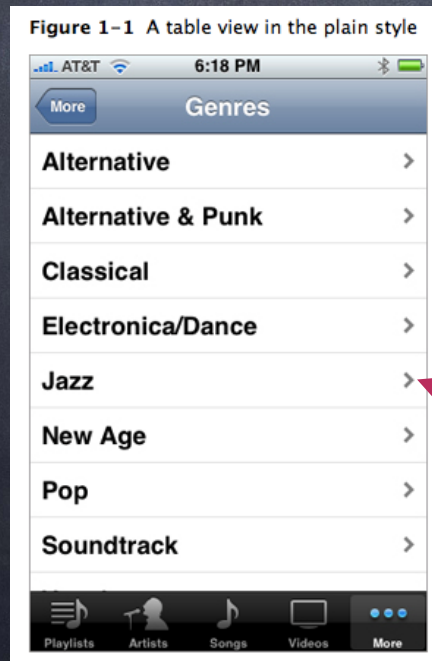 Figure 1-1 A table view in the plain style
AT&T 6:18 PM
More Genres
Alternative
Alternative & Punk
Classical
Electronica/Dance
Jazz
New Age
Pop
Soundtrack
Playlists Artists Songs Videos More